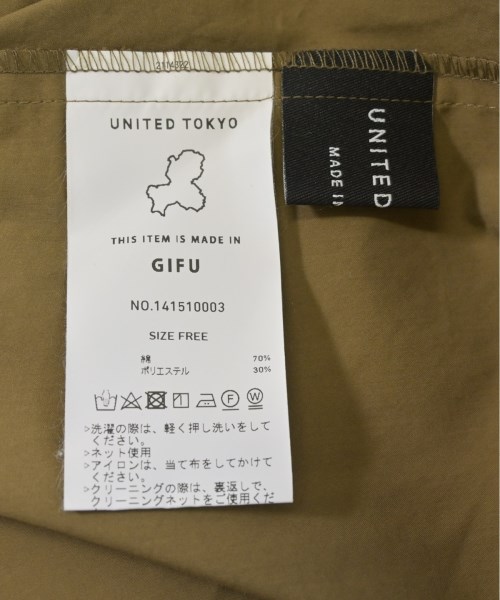 UNITED TOKYO
THIS ITEM IS MADE IN
GIFU
NO.141510003
SIZE FREE
綿 70%
ポリエステル 30%
F W
>洗濯の際は、軽く押し洗いをして
ください。
>ネット使用
>アイロンは、当て布をしてかけて
ください。
>クリーニングの際は、裏返しで、
クリーニングネットをご使用くだ
UNITED
MADE